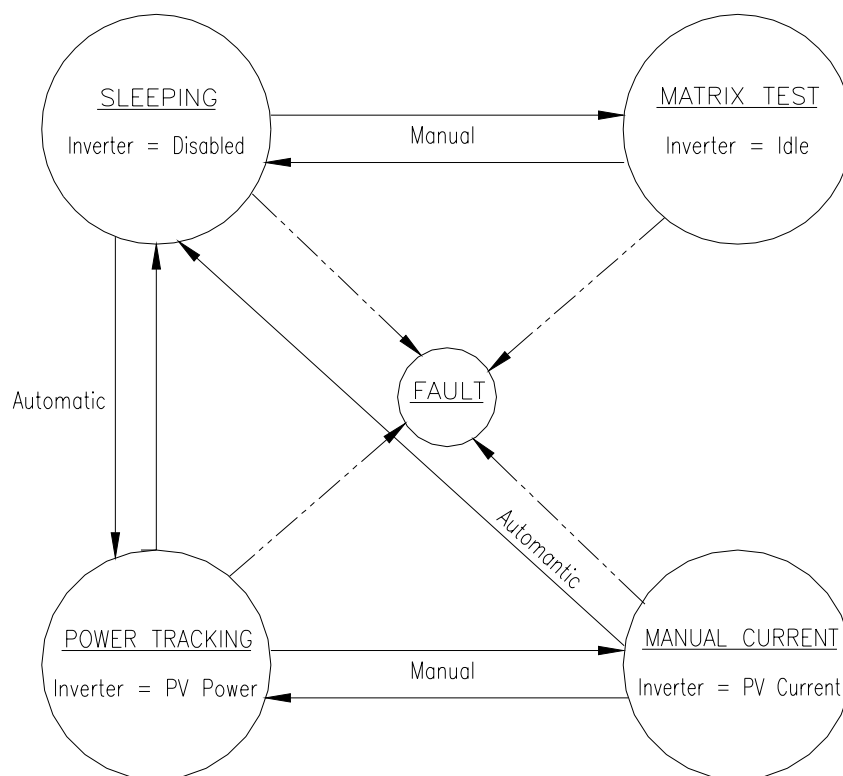 SLEEPING
Inverter = Disabled
MATRIX TEST
Inverter = Idle
Manual
FAULT
Automatic
Automantic
POWER TRACKING
Inverter = PV Power
MANUAL CURRENT
Inverter = PV Current
Manual